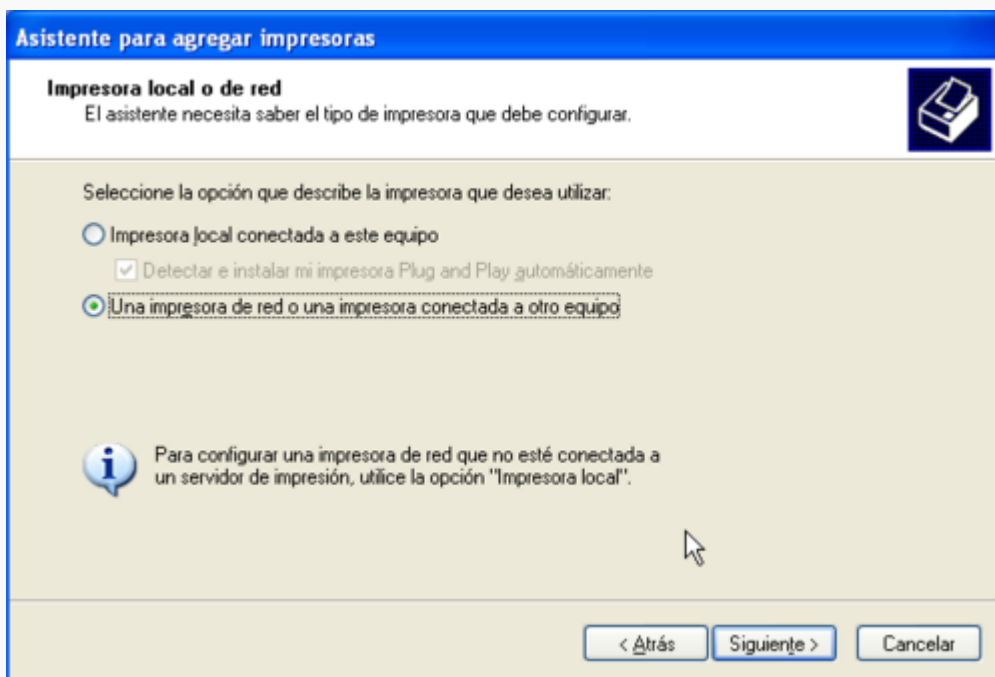 Asistente para agregar impresoras
Impresora local o de red
El asistente necesita saber el tipo de impresora que debe configurar.
Seleccione la opción que describe la impresora que desea utilizar:
Impresora local conectada a este equipo
Detectar e instalar mi impresora Plug and Play automáticamente
Una impresora de red o una impresora conectada a otro equipo
Para configurar una impresora de red que no esté conectada a
un servidor de impresión, utilice la opción "Impresora local".
< Atrás Siguiente > Cancelar